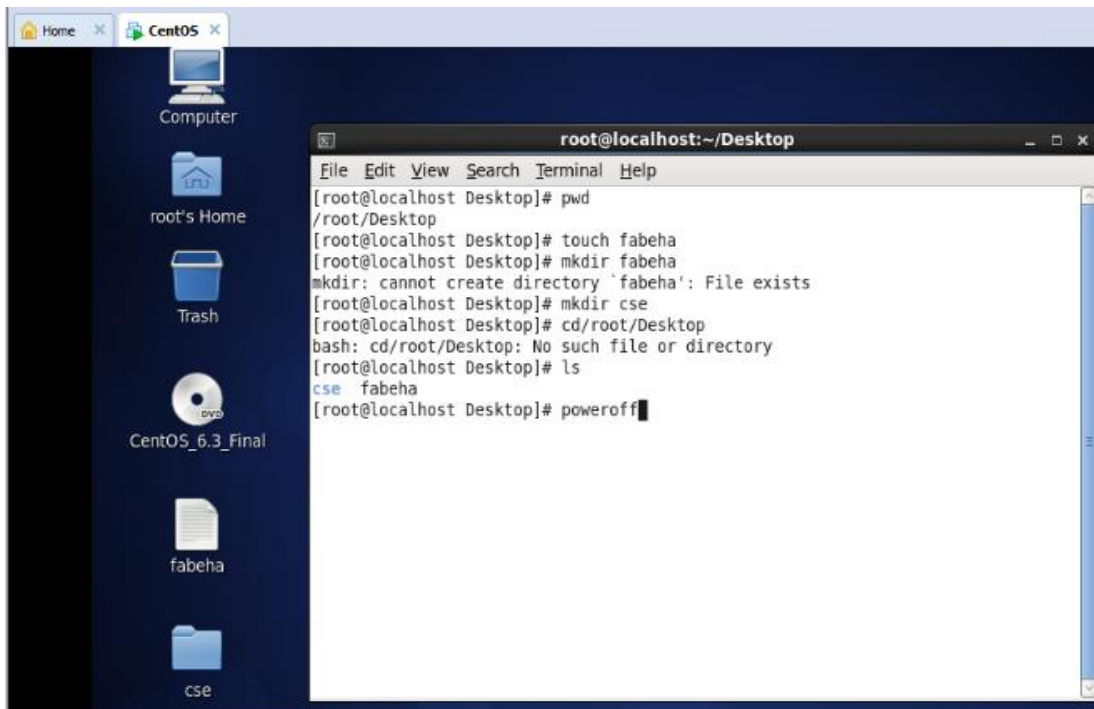 Home
CentOS
Computer
root's Home
Trash
DVD
CentOS_6.3_Final
fabeha
cse
root@localhost:~/Desktop
File Edit View Search Terminal Help
[root@localhost Desktop]# pwd
/root/Desktop
[root@localhost Desktop]# touch fabeha
[root@localhost Desktop]# mkdir fabeha
mkdir: cannot create directory `fabeha': File exists
[root@localhost Desktop]# mkdir cse
[root@localhost Desktop]# cd/root/Desktop
bash: cd/root/Desktop: No such file or directory
[root@localhost Desktop]# ls
cse fabeha
[root@localhost Desktop]# poweroff